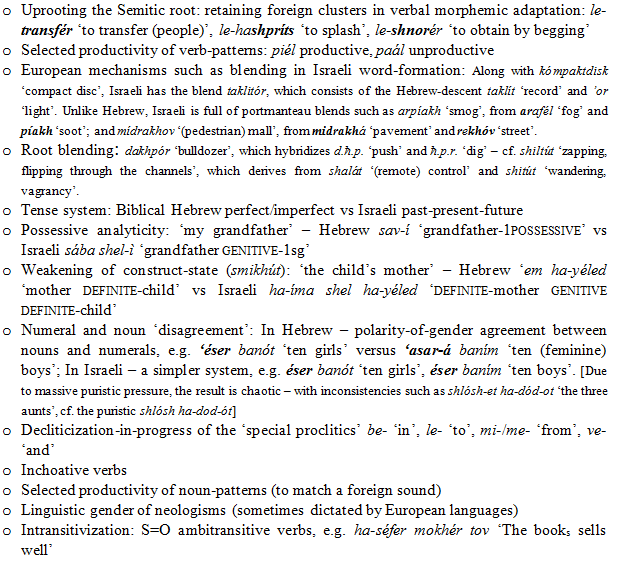 o Uprooting the Semitic root: retaining foreign clusters in verbal morphemic adaptation: le-
transfér ‘to transfer (people)’, le-hashpríts ‘to splash’, le-shnorér ‘to obtain by begging’
o Selected productivity of verb-patterns: piél productive, paál unproductive
o European mechanisms such as blending in Israeli word-formation: Along with kómpaktdisk
‘compact disc’, Israeli has the blend taklitór, which consists of the Hebrew-descent taklít ‘record’ and ’or
‘light’. Unlike Hebrew, Israeli is full of portmanteau blends such as arpíakh ‘smog’, from arafél ‘fog’ and
píakh ‘soot’; and midrakhov ‘(pedestrian) mall’, from midrakhá ‘pavement’ and rekhóv ‘street’.
o Root blending: dakhpór ‘bulldozer’, which hybridizes d.ħ.p. ‘push’ and ħ.p.r. ‘dig’ – cf. shiltút ‘zapping,
flipping through the channels’, which derives from shalát ‘(remote) control’ and shitút ‘wandering,
vagrancy’.
o Tense system: Biblical Hebrew perfect/imperfect vs Israeli past-present-future
o Possessive analyticity: ‘my grandfather’ – Hebrew sav-í ‘grandfather-1POSSESSIVE’ vs
Israeli sába shel-ì ‘grandfather GENITIVE-1sg’
o Weakening of construct-state (smikhút): ‘the child’s mother’ – Hebrew ‘em ha-yéled
‘mother DEFINITE-child’ vs Israeli ha-íma shel ha-yéled ‘DEFINITE-mother GENITIVE
DEFINITE-child’
o Numeral and noun ‘disagreement’: In Hebrew – polarity-of-gender agreement between
nouns and numerals, e.g. ‘éser banót ‘ten girls’ versus ‘asar-á baním ‘ten (feminine)
boys’; In Israeli – a simpler system, e.g. éser banót ‘ten girls’, éser baním ‘ten boys’. [Due
to massive puristic pressure, the result is chaotic – with inconsistencies such as shlósh-et ha-dód-ot ‘the three
aunts’, cf. the puristic shlósh ha-dod-ót]
o Decliticization-in-progress of the ‘special proclitics’ be- ‘in’, le- ‘to’, mi-/me- ‘from’, ve-
‘and’
o Inchoative verbs
o Selected productivity of noun-patterns (to match a foreign sound)
o Linguistic gender of neologisms (sometimes dictated by European languages)
o Intransitivization: S=O ambitransitive verbs, e.g. ha-séfer mokhér tov ‘The books sells
well’